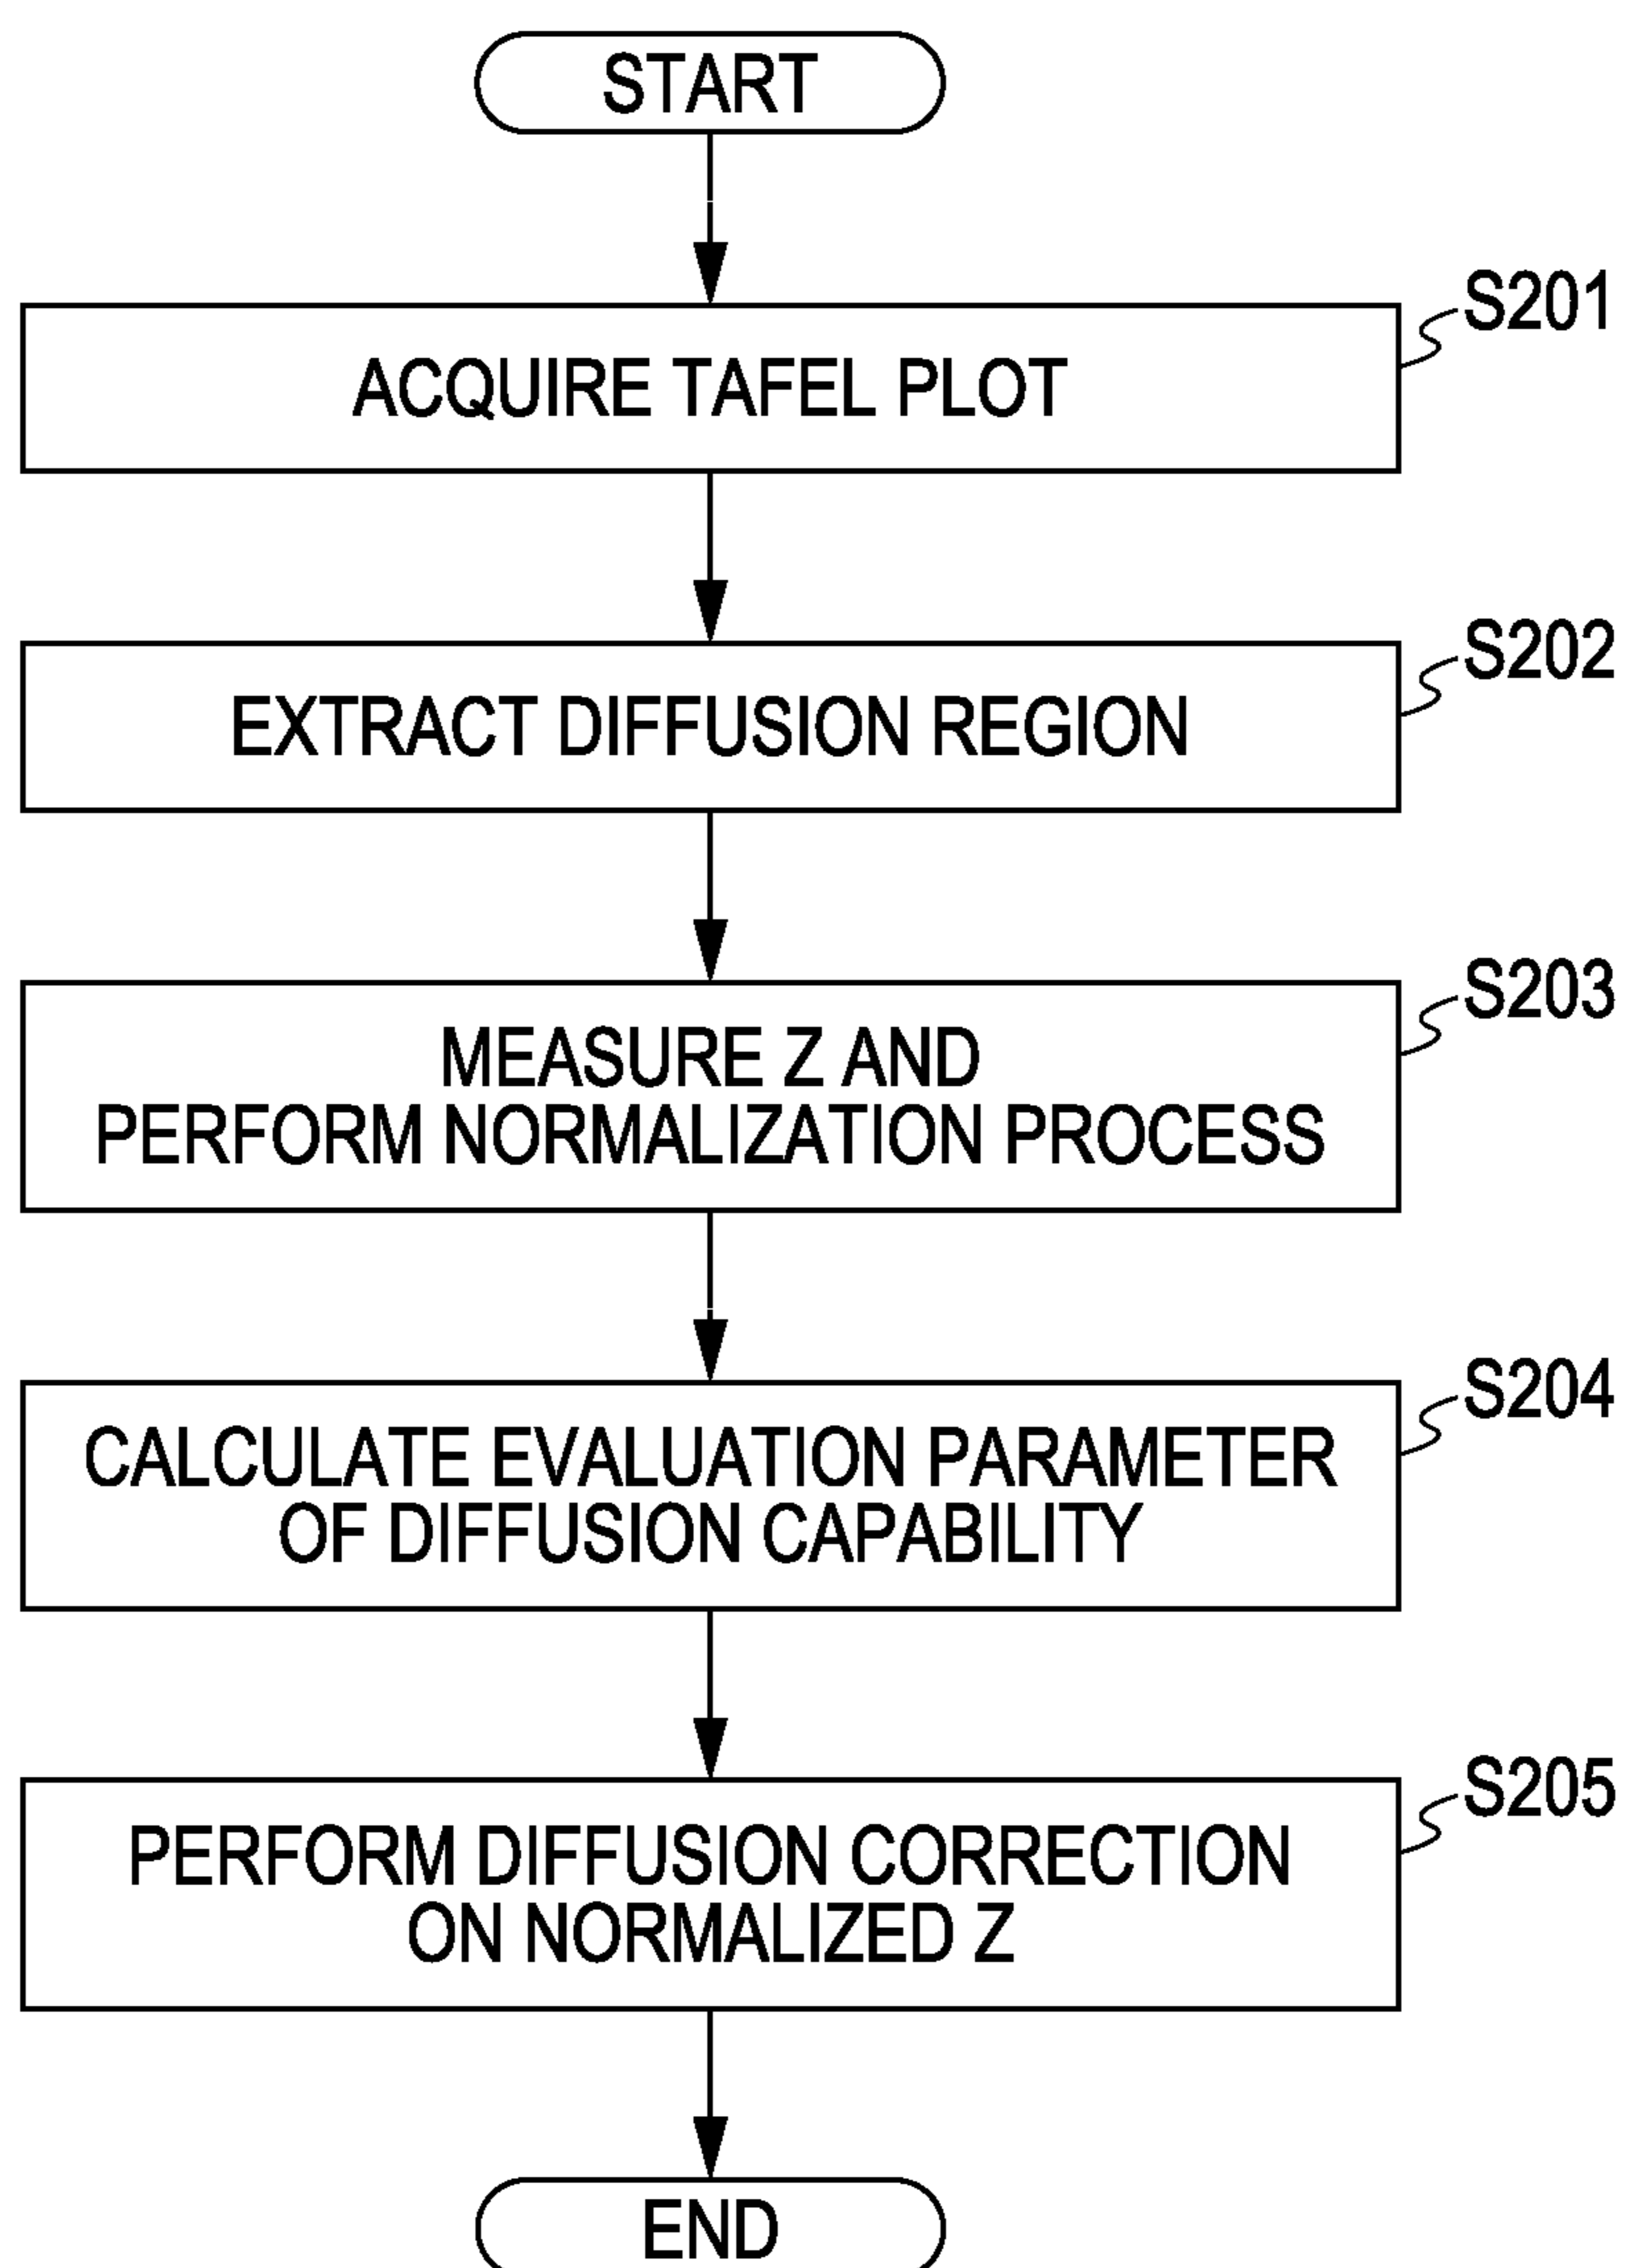 START
S201
ACQUIRE TAFEL PLOT
S202
EXTRACT DIFFUSION REGION
S203
MEASURE Z AND
PERFORM NORMALIZATION PROCESS
S204
CALCULATE EVALUATION PARAMETER
OF DIFFUSION CAPABILITY
S205
PERFORM DIFFUSION CORRECTION
ON NORMALIZED Z
END